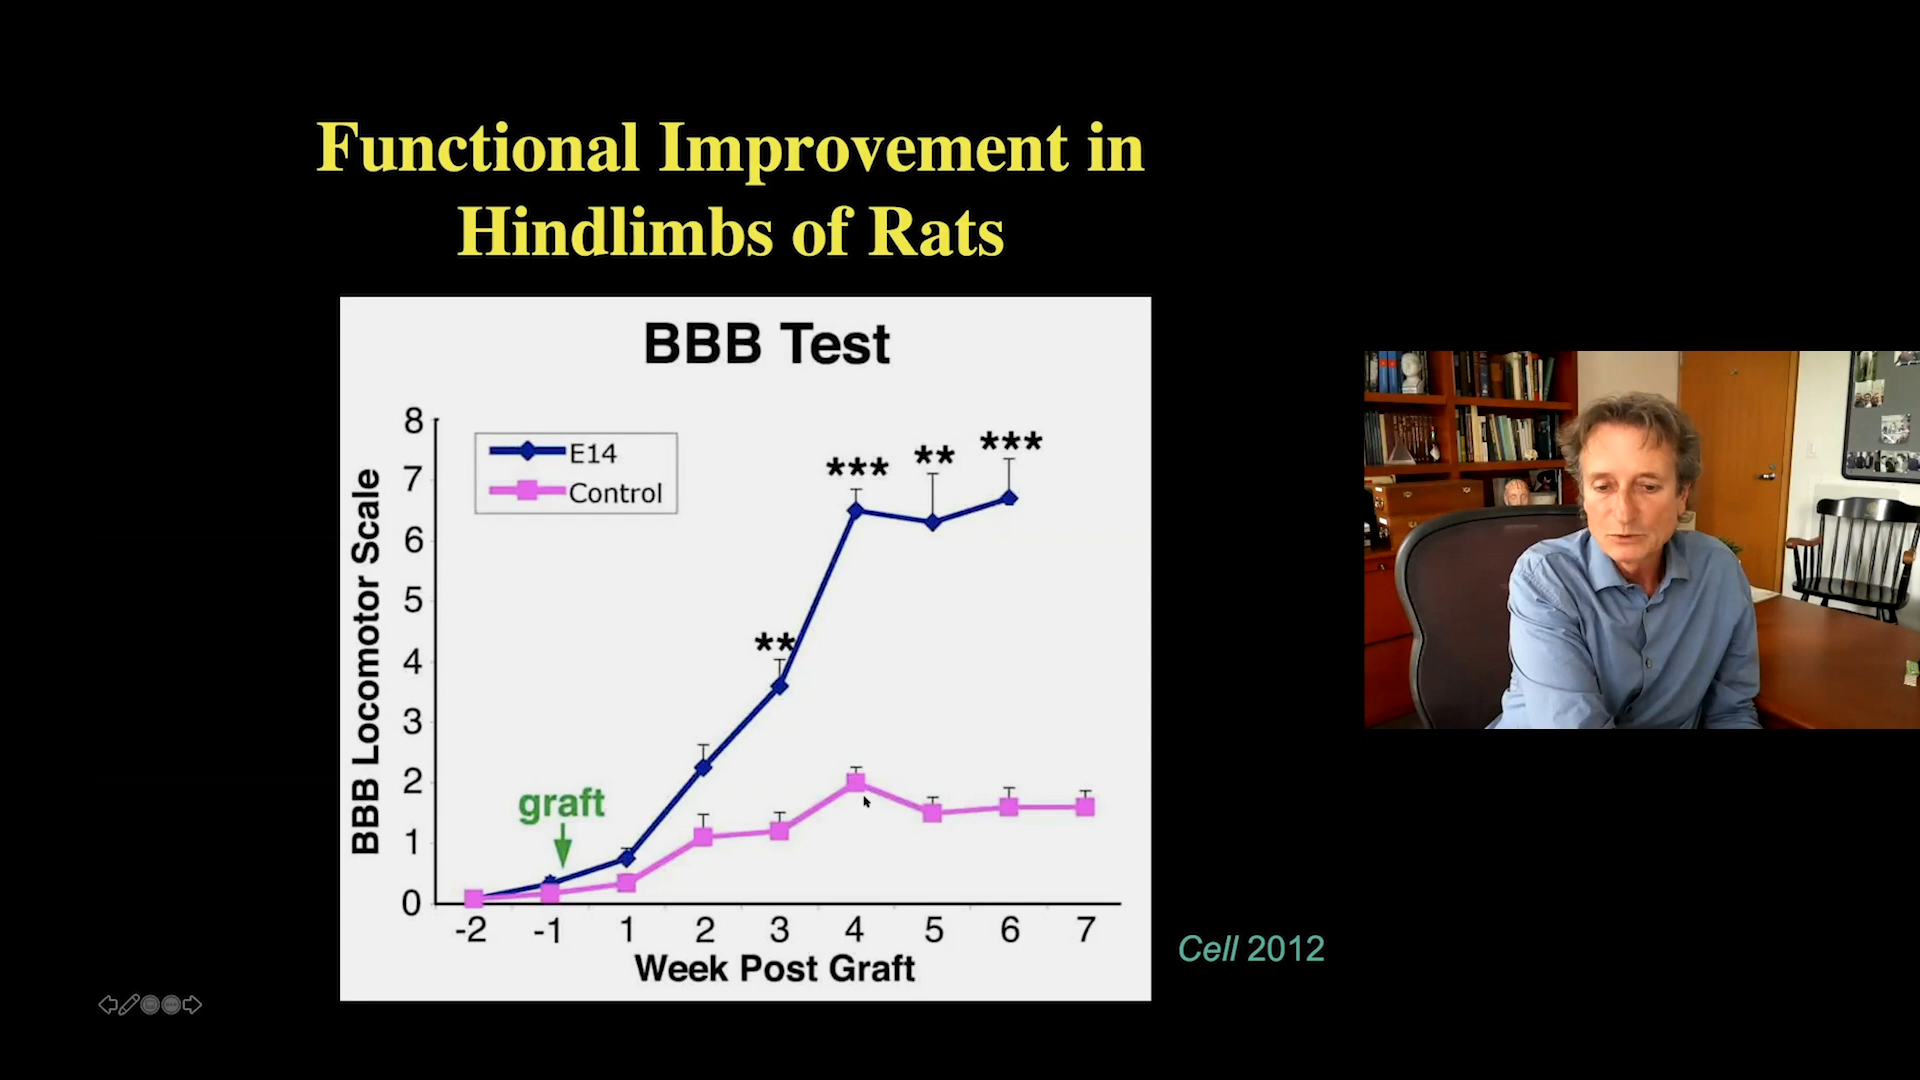 Functional Improvement in
Hindlimbs of Rats
BBB Test
BBB Locomotor Scale
8
7
6
5
4
3
2
1
0
E14
Control
graft
**
***
**
***
-2 -1 1 2 3 4 5 6 7
Week Post Graft
Cell 2012